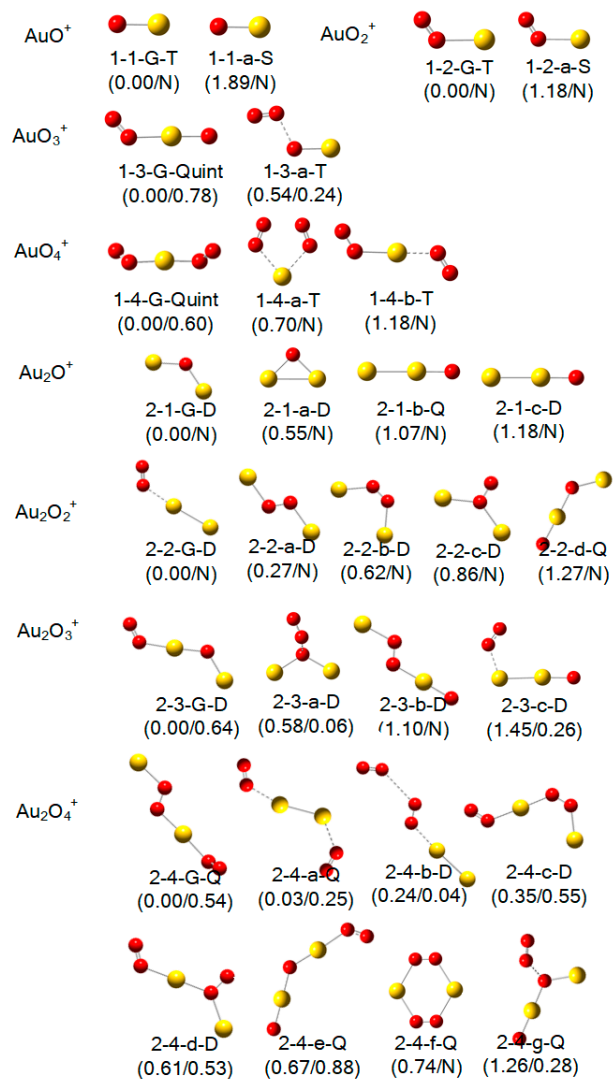 AuO+
1-1-G-T 1-1-a-S
(0.00/N) (1.89/N)
AuO2+
1-2-G-T 1-2-a-S
(0.00/N) (1.18/N)
AuO3+
1-3-G-Quint 1-3-a-T
(0.00/0.78) (0.54/0.24)
AuO4+
1-4-G-Quint 1-4-a-T 1-4-b-T
(0.00/0.60) (0.70/N) (1.18/N)
Au2O+
2-1-G-D 2-1-a-D 2-1-b-Q 2-1-c-D
(0.00/N) (0.55/N) (1.07/N) (1.18/N)
Au2O2+
2-2-G-D 2-2-a-D 2-2-b-D 2-2-c-D 2-2-d-Q
(0.00/N) (0.27/N) (0.62/N) (0.86/N) (1.27/N)
Au2O3+
2-3-G-D 2-3-a-D 2-3-b-D 2-3-c-D
(0.00/0.64) (0.58/0.06) (1.10/N) (1.45/0.26)
Au2O4+
2-4-G-Q 2-4-a-Q 2-4-b-D 2-4-c-D
(0.00/0.54) (0.03/0.25) (0.24/0.04) (0.35/0.55)
2-4-d-D 2-4-e-Q 2-4-f-Q 2-4-g-Q
(0.61/0.53) (0.67/0.88) (0.74/N) (1.26/0.28)